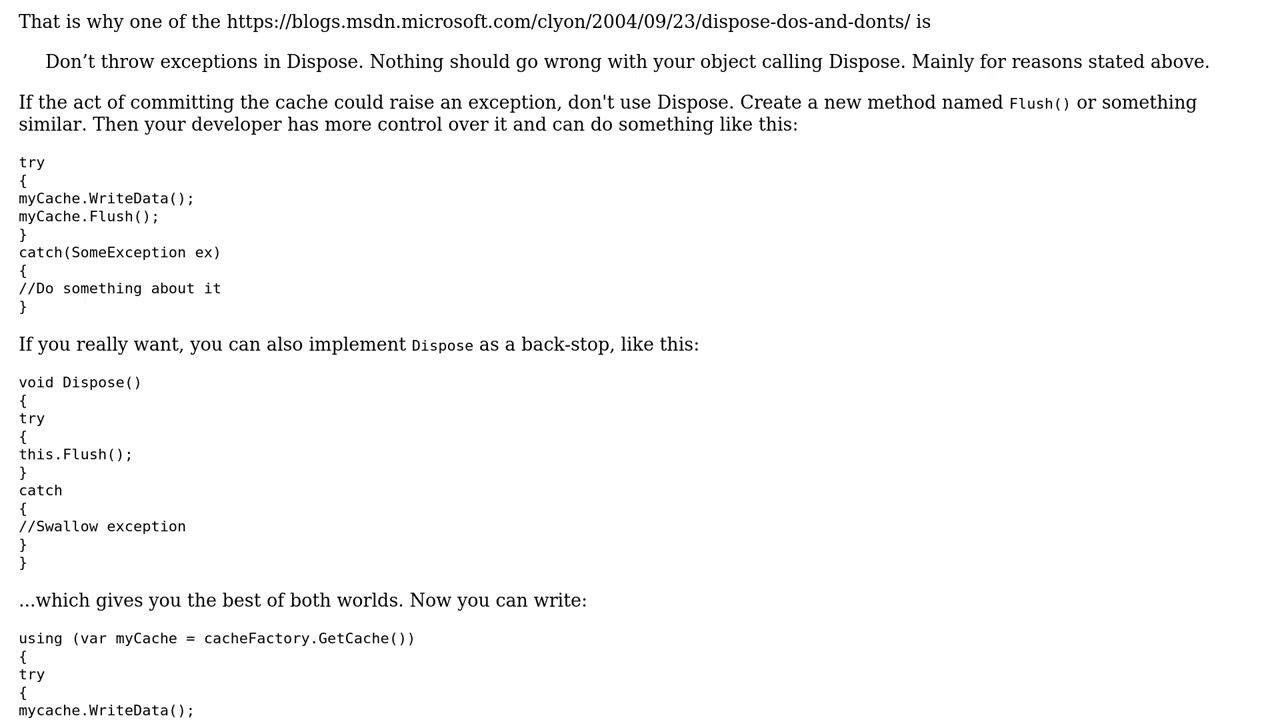 That is why one of the https://blogs.msdn.microsoft.com/clyon/2004/09/23/dispose-dos-and-donts/ is
Don’t throw exceptions in Dispose. Nothing should go wrong with your object calling Dispose. Mainly for reasons stated above.
If the act of committing the cache could raise an exception, don't use Dispose. Create a new method named Flush() or something
similar. Then your developer has more control over it and can do something like this:
try
{
myCache.WriteData();
myCache.Flush();
}
catch(SomeException ex)
{
//Do something about it
}
If you really want, you can also implement Dispose as a back-stop, like this:
void Dispose()
{
try
{
this.Flush();
}
catch
{
//Swallow exception
}
}
...which gives you the best of both worlds. Now you can write:
using (var myCache = cacheFactory.GetCache())
{
try
{
mycache.WriteData();